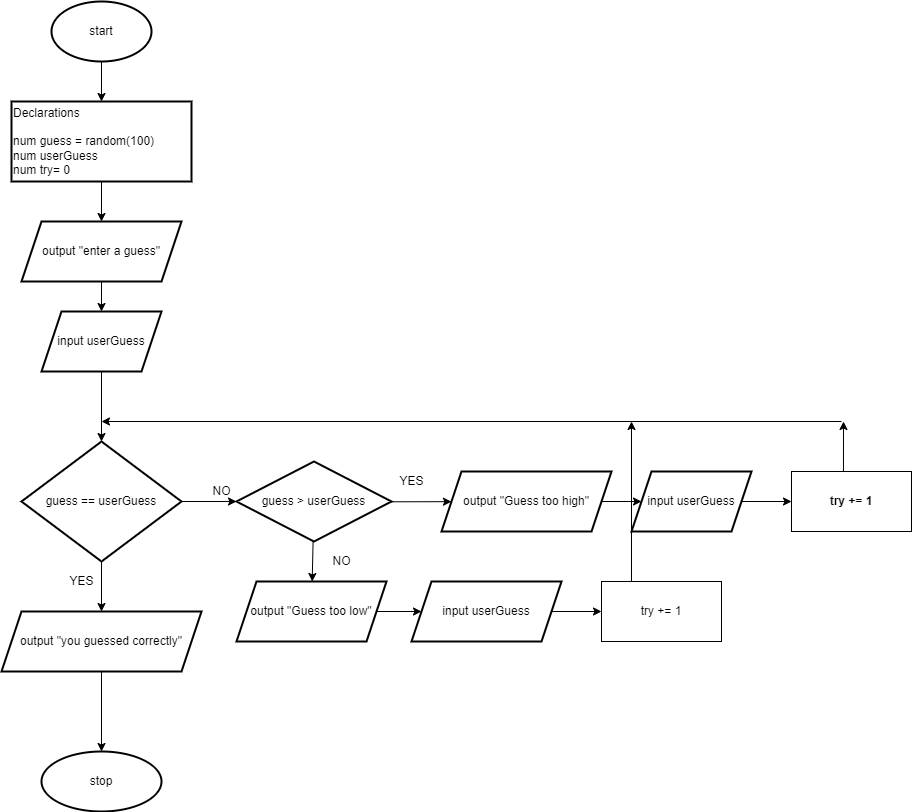 start
Declarations
num guess = random(100)
num userGuess
num try= 0
output "enter a guess"
input userGuess
guess == userGuess
NO
guess > userGuess
YES
output "Guess too high"
input userGuess
try += 1
NO
YES
output "Guess too low"
input userGuess
try += 1
output "you guessed correctly"
stop